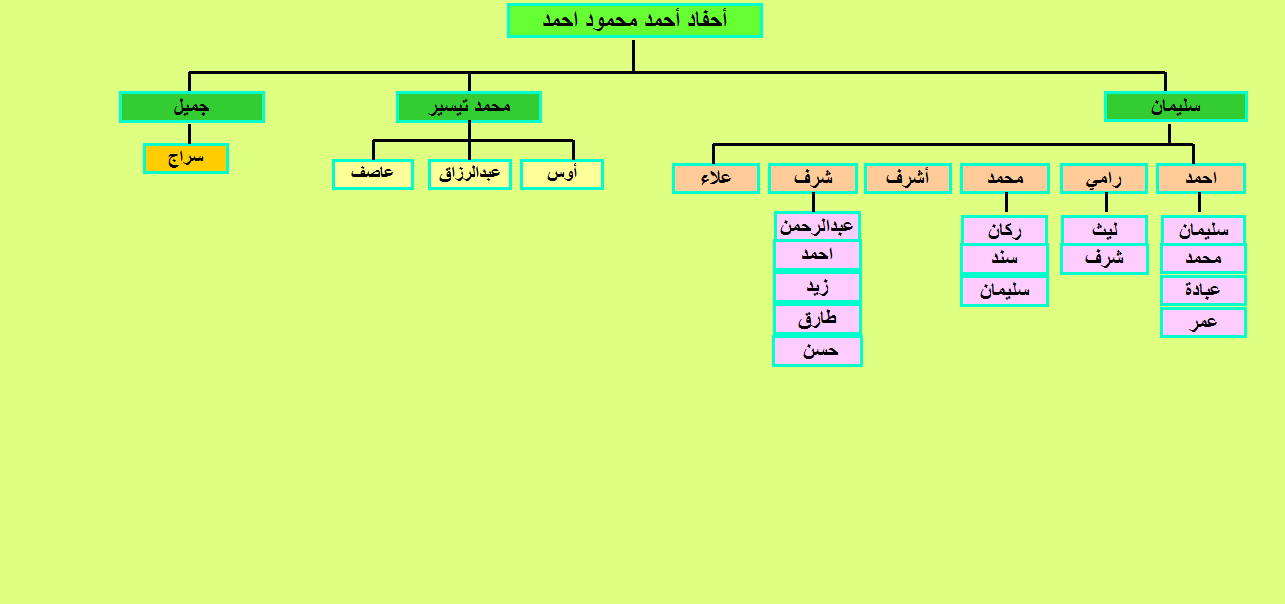 أحفاد أحمد محمود احمد
سليمان
محمد تيسير
جميل
احمد
رامي
محمد
أشرف
شرف
علاء
أوس
عبدالرزاق
عاصف
سراج
سليمان
محمد
عبادة
عمر
ليث
شرف
ركان
سند
سليمان
عبدالرحمن
احمد
زيد
طارق
حسن